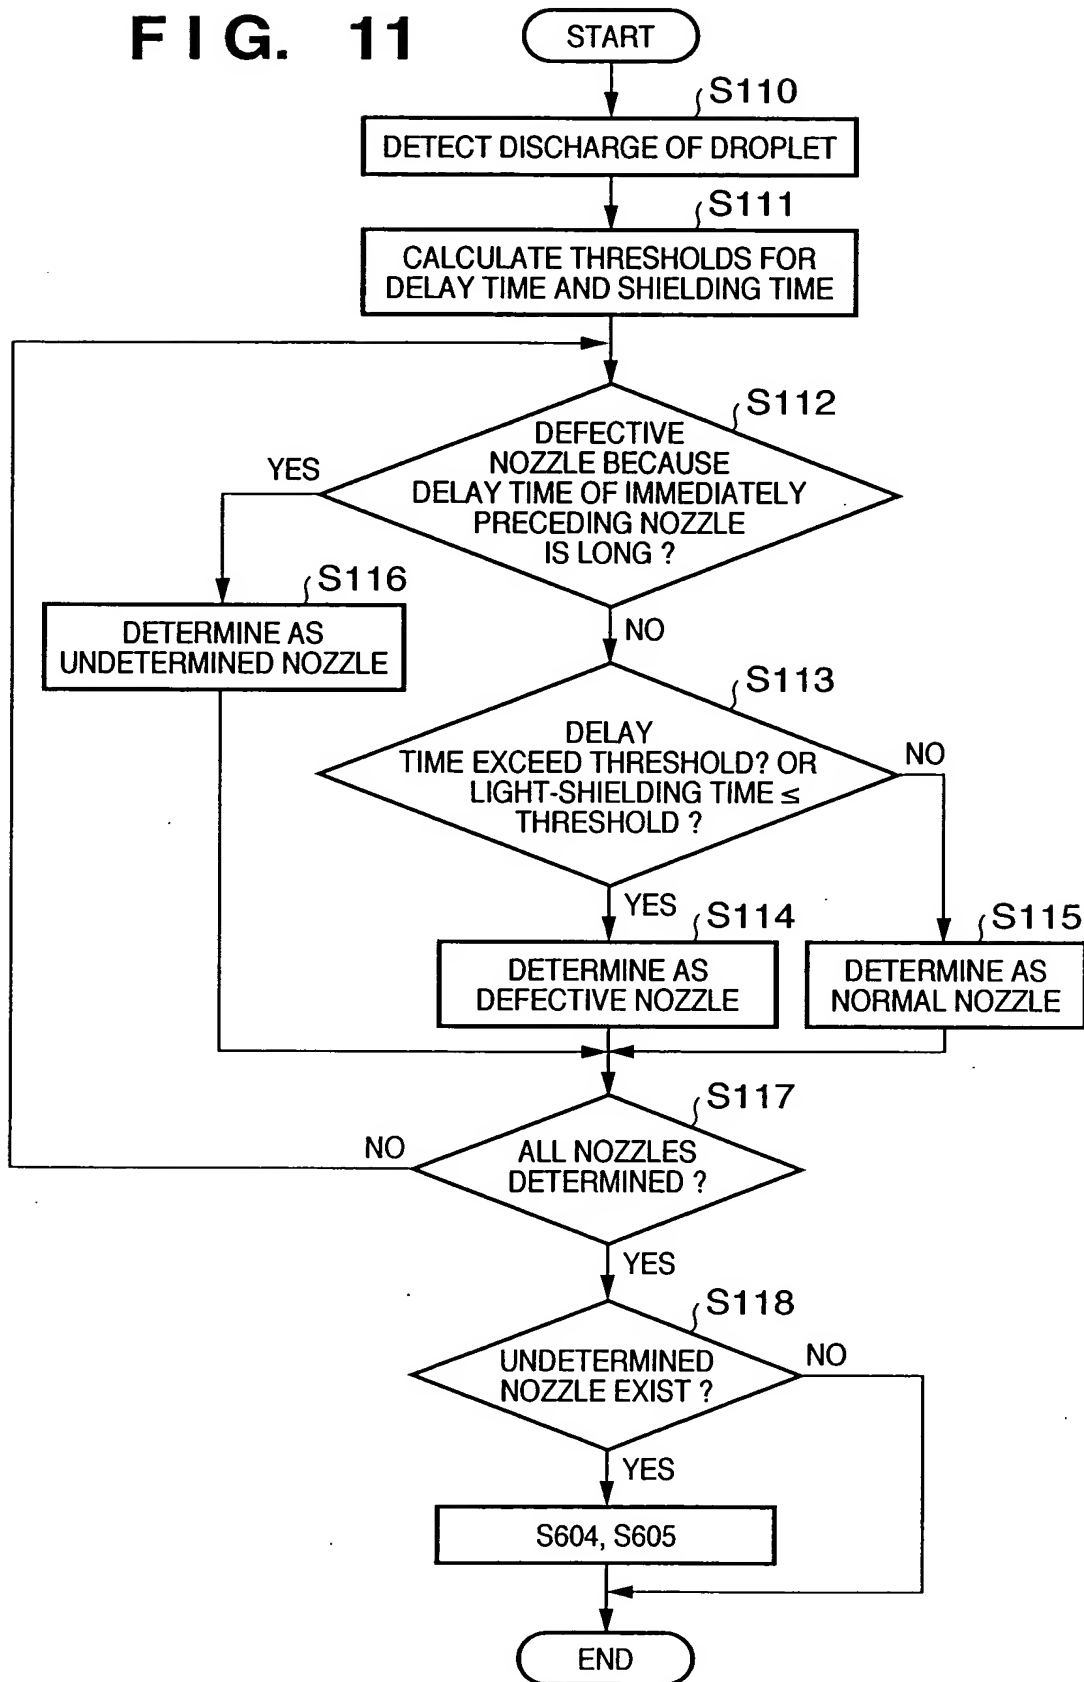 FIG. 11
START
S110
DETECT DISCHARGE OF DROPLET
S111
CALCULATE THRESHOLDS FOR
DELAY TIME AND SHIELDING TIME
S112
DEFECTIVE
NOZZLE BECAUSE
DELAY TIME OF IMMEDIATELY
PRECEDING NOZZLE
IS LONG ?
YES
S116
DETERMINE AS
UNDETERMINED NOZZLE
NO
S113
DELAY
TIME EXCEED THRESHOLD? OR
LIGHT-SHIELDING TIME ≤
THRESHOLD ?
NO
YES
S114
DETERMINE AS
DEFECTIVE NOZZLE
S115
DETERMINE AS
NORMAL NOZZLE
S117
ALL NOZZLES
DETERMINED ?
NO
YES
S118
UNDETERMINED
NOZZLE EXIST ?
NO
YES
S604, S605
END